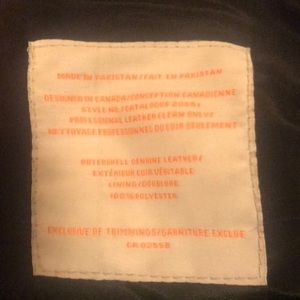 MADE IN PAKISTAN/FAIT EN PAKISTAN
DESIGNED IN CANADA/CONCEPTION CANADIENNE
STYLE NO/CATALOGUE
PROFESSIONAL LEATHER CLEAN ONLY
NETTOYAGE PROFESSIONNEL DU CUIR SEULEMENT
OUTERSHELL GENUINE LEATHER/
EXTÉRIEUR CUIR VÉRITABLE
LINING/DOUBLURE
100% POLYESTER
EXCLUSIVE OF TRIMMINGS/GARNITURE EXCLUE
CA 02558